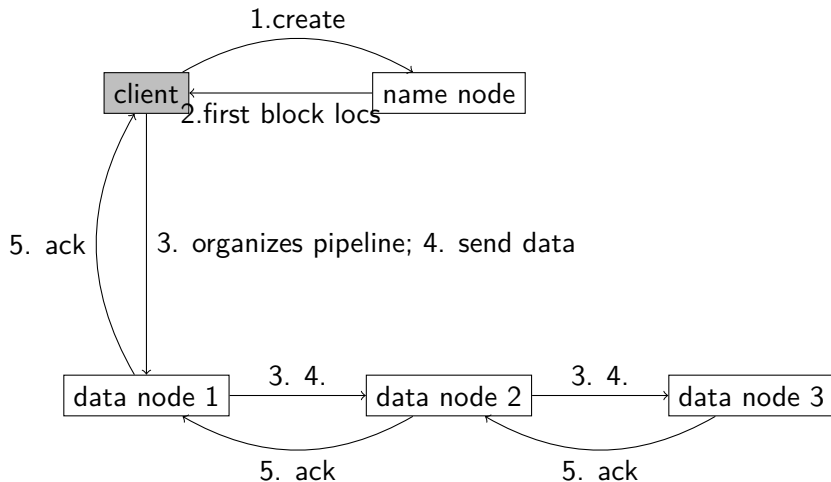 1.create
client
name node
2.first block locs
5. ack
3. organizes pipeline; 4. send data
data node 1
3. 4.
data node 2
3. 4.
data node 3
5. ack
5. ack